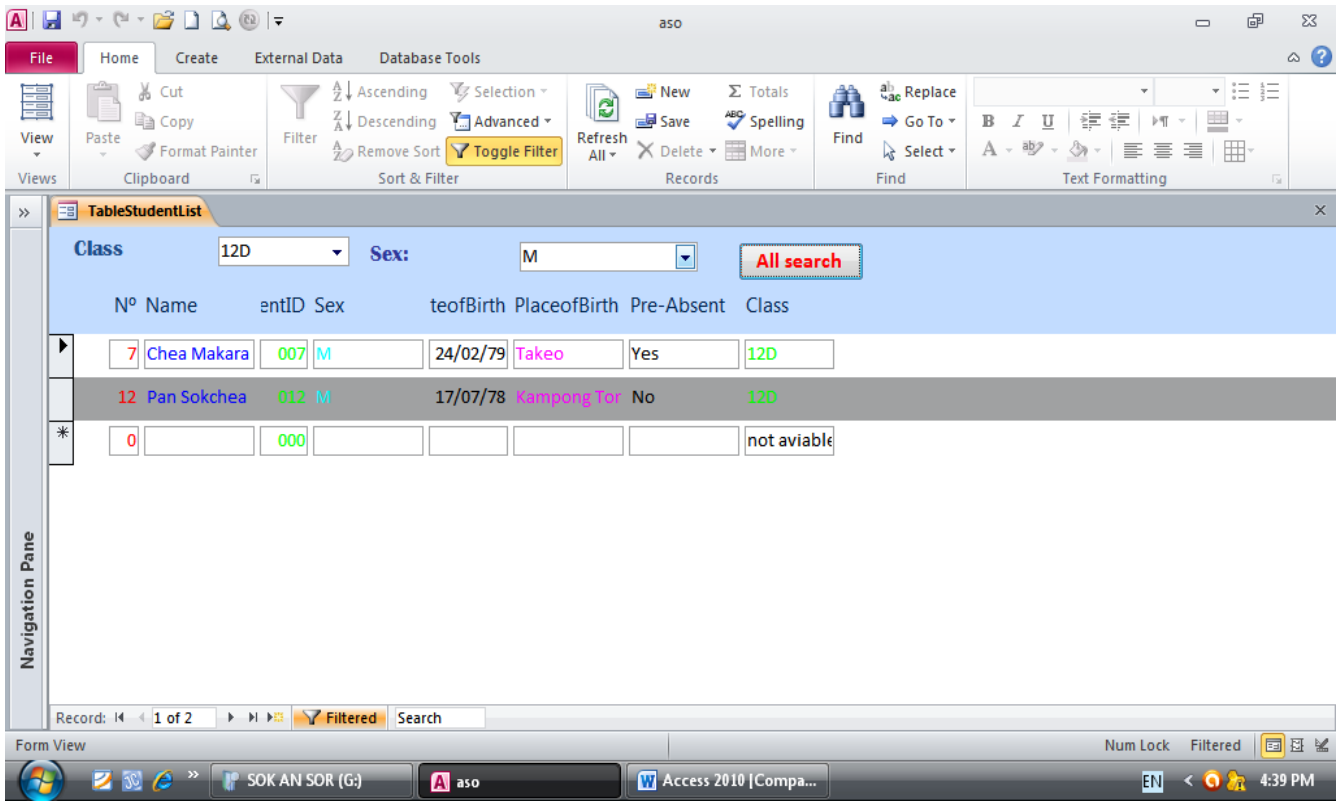 aso
File Home Create External Data Database Tools
View
Paste
Cut
Copy
Format Painter
Filter
Ascending
Descending
Remove Sort
Selection
Advanced
Toggle Filter
Refresh All
New
Save
Delete
Σ Totals
Spelling
More
Find
Replace
Go To
Select
B I U
A
Views Clipboard Sort & Filter Records Find Text Formatting
» TableStudentList
Class 12D Sex: M All search
Nº Name entID Sex teofBirth PlaceofBirth Pre-Absent Class
7 Chea Makara 007 M 24/02/79 Takeo Yes 12D
12 Pan Sokchea 012 M 17/07/78 Kampong Tor No 12D
0 000 not aviable
Navigation Pane
Record: 1 of 2 Filtered Search
Form View Num Lock Filtered
» SOK AN SOR (G:) aso Access 2010 [Compa... EN < 4:39 PM